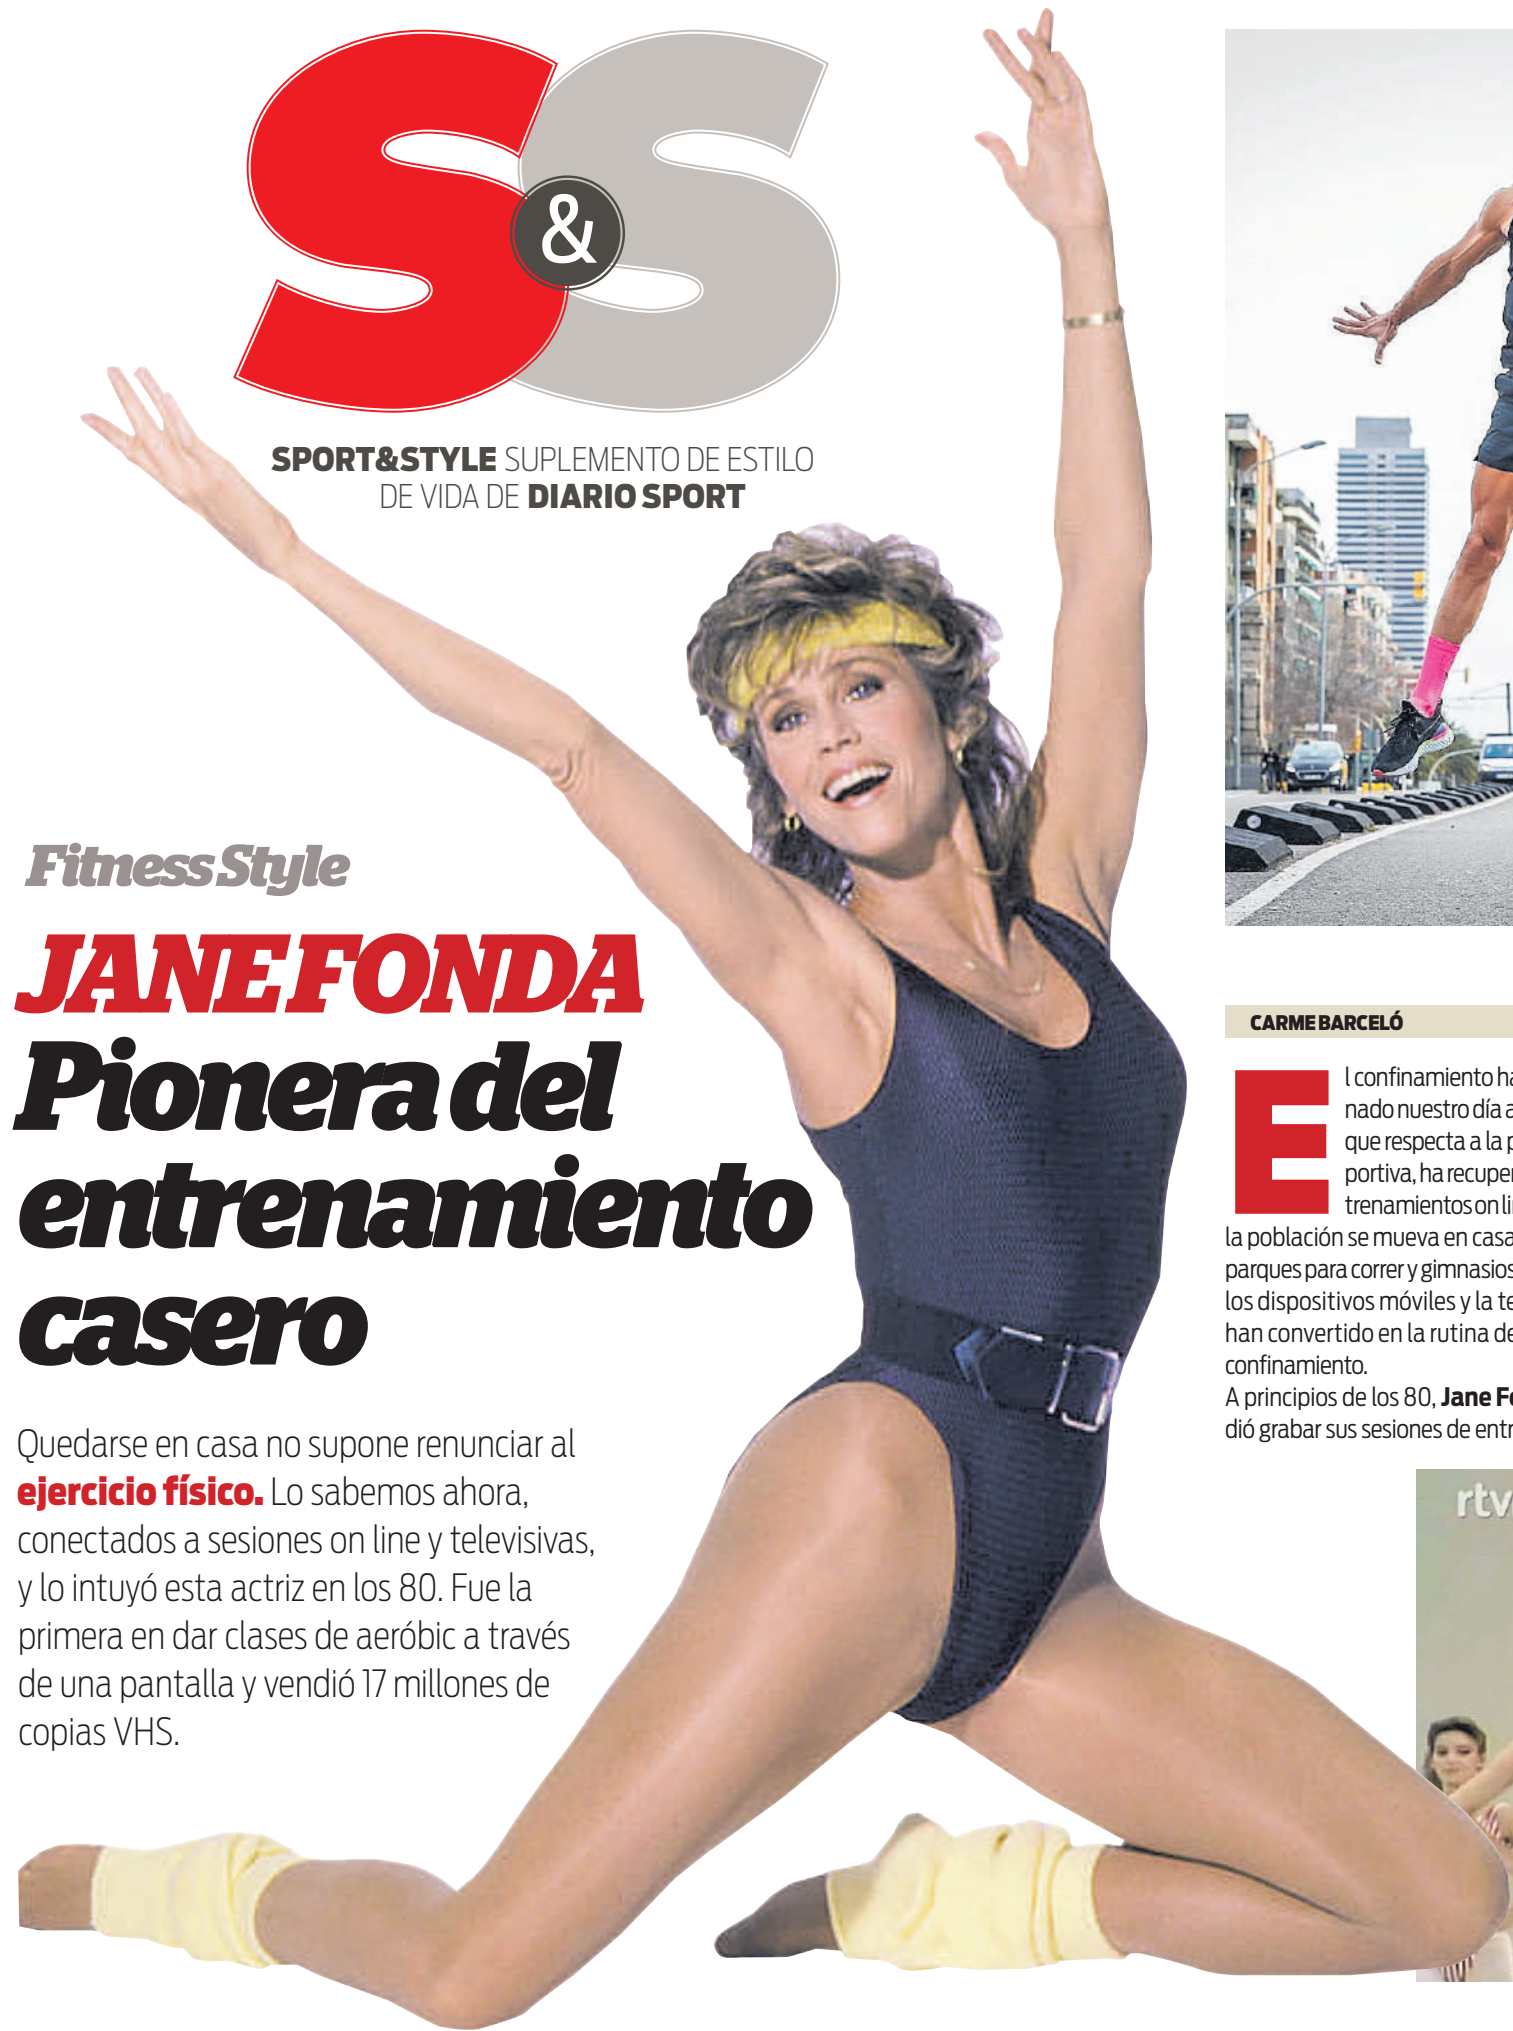 S&S
SPORT&STYLE SUPLEMENTO DE ESTILO
DE VIDA DE DIARIO SPORT
Fitness Style
JANE FONDA
Pionera del
entrenamiento
casero
Quedarse en casa no supone renunciar al
ejercicio físico. Lo sabemos ahora,
conectados a sesiones on line y televisivas,
y lo intuyó esta actriz en los 80. Fue la
primera en dar clases de aeróbic a través
de una pantalla y vendió 17 millones de
copias VHS.
CARME BARCELÓ
El confinamiento
nado nuestro día
que respecta a la
portiva, ha
trenamientos on
la población se mueva en casa
parques para correr y gimnasios
los dispositivos móviles y la
han convertido en la rutina
confinamiento.
A principios de los 80, Jane
dió grabar sus sesiones de